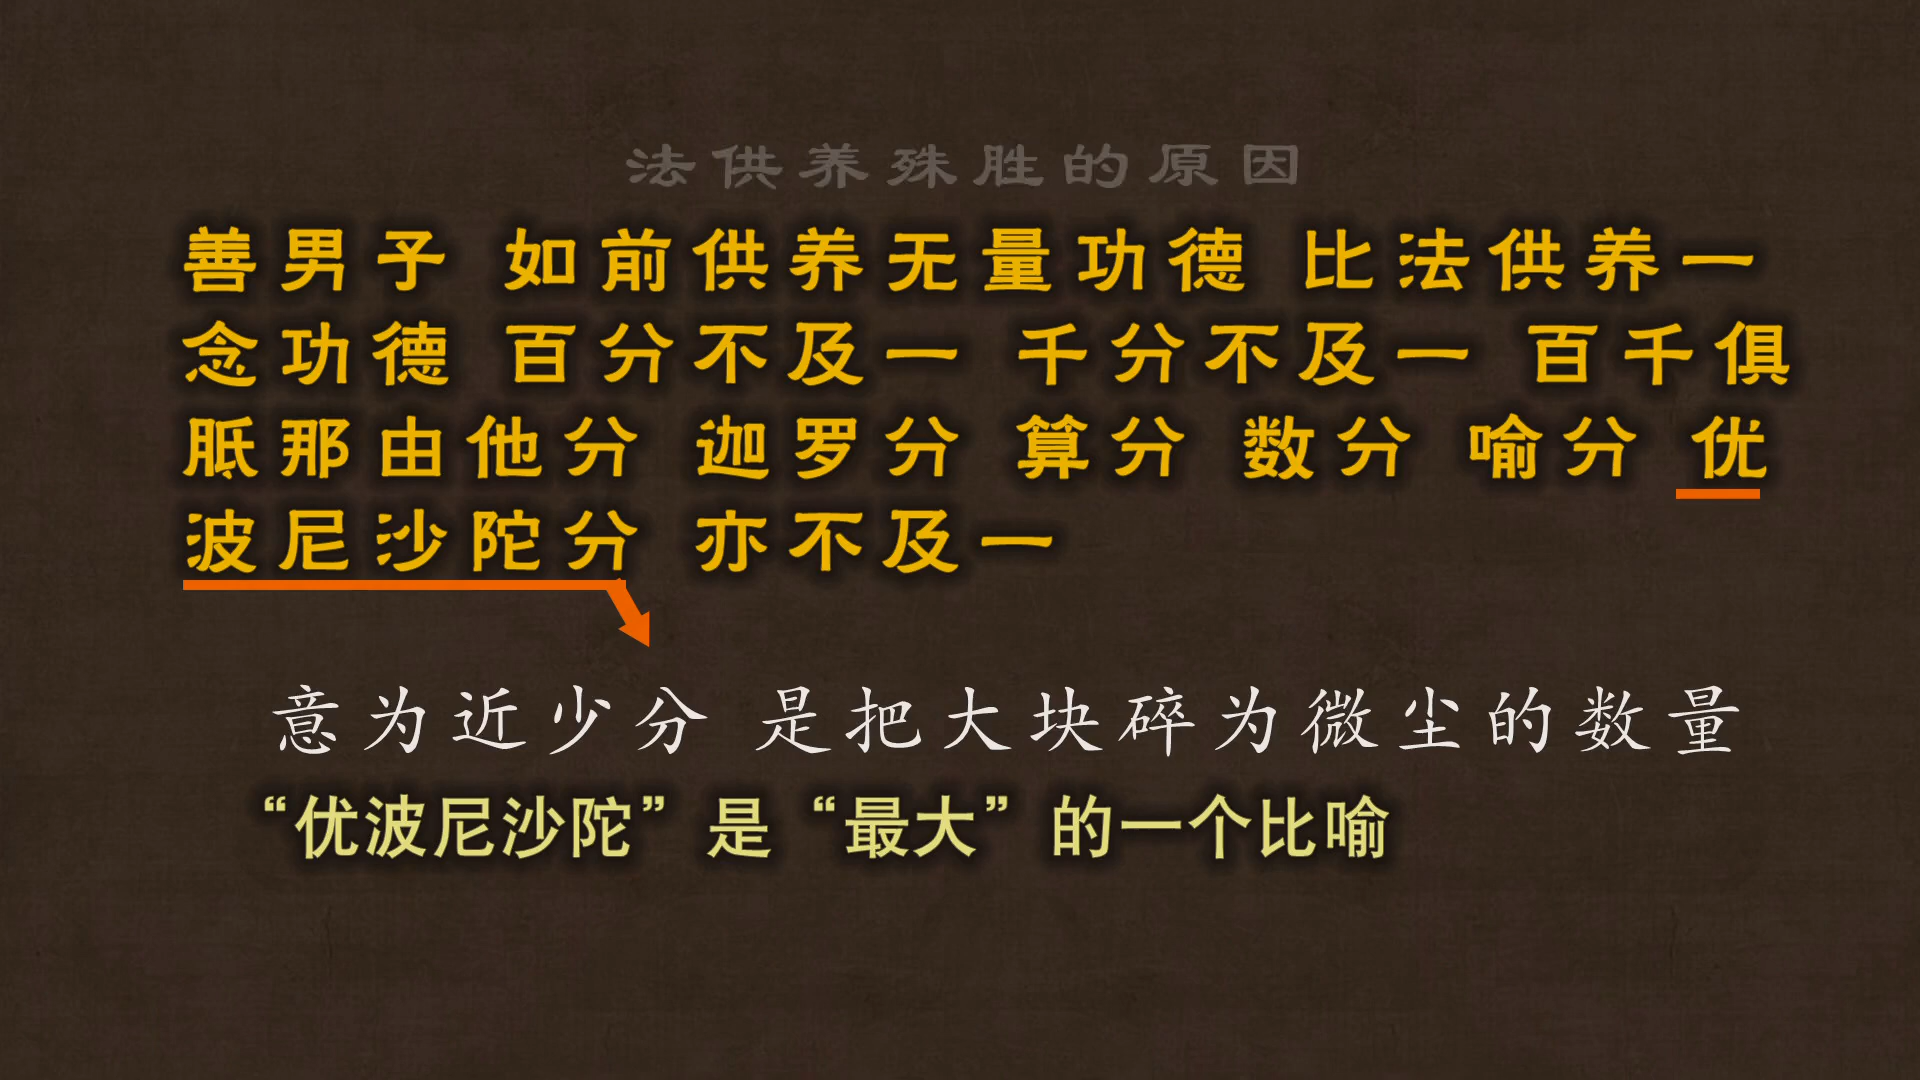 法供养殊胜的原因
善男子 如前供养无量功德 比法供养一
念功德 百分不及一 千分不及一 百千俱
胝那由他分 迦罗分 算分 数分 喻分 优
波尼沙陀分 亦不及一
意为近少分 是把大块碎为微尘的数量
“优波尼沙陀”是“最大”的一个比喻